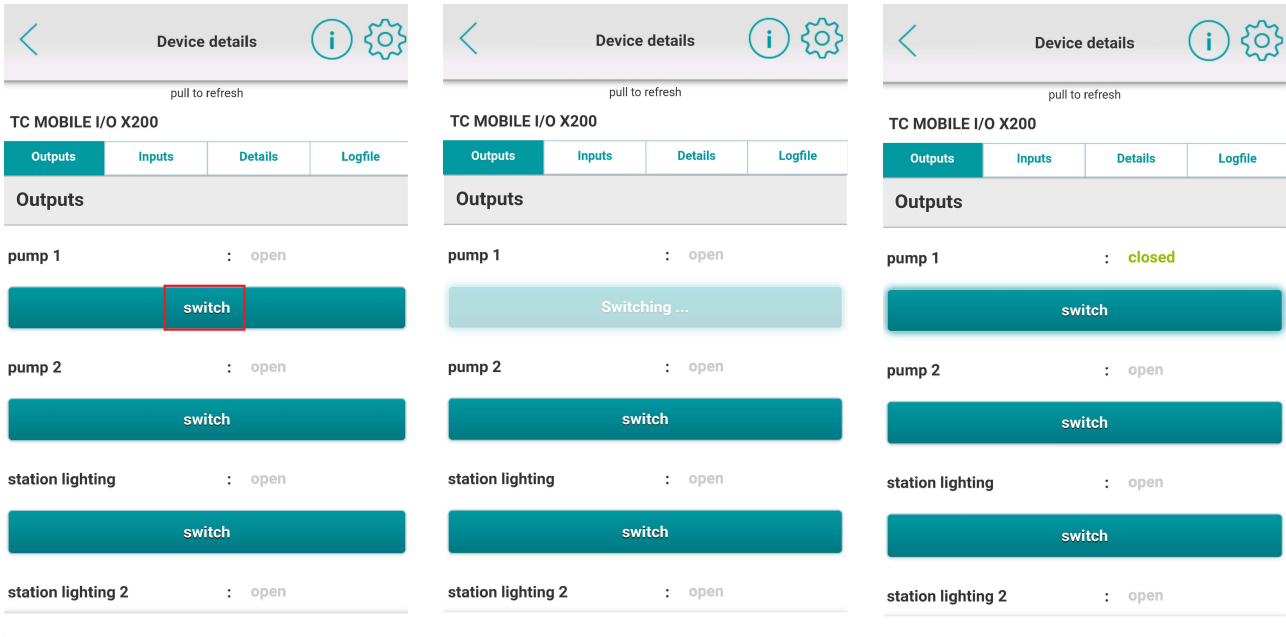 Device details
pull to refresh
TC MOBILE I/O X200
Outputs Inputs Details Logfile
Outputs
pump 1 : open
switch
pump 2 : open
switch
station lighting : open
switch
station lighting 2 : open
Device details
pull to refresh
TC MOBILE I/O X200
Outputs Inputs Details Logfile
Outputs
pump 1 : open
Switching ...
pump 2 : open
switch
station lighting : open
switch
station lighting 2 : open
Device details
pull to refresh
TC MOBILE I/O X200
Outputs Inputs Details Logfile
Outputs
pump 1 : closed
switch
pump 2 : open
switch
station lighting : open
switch
station lighting 2 : open